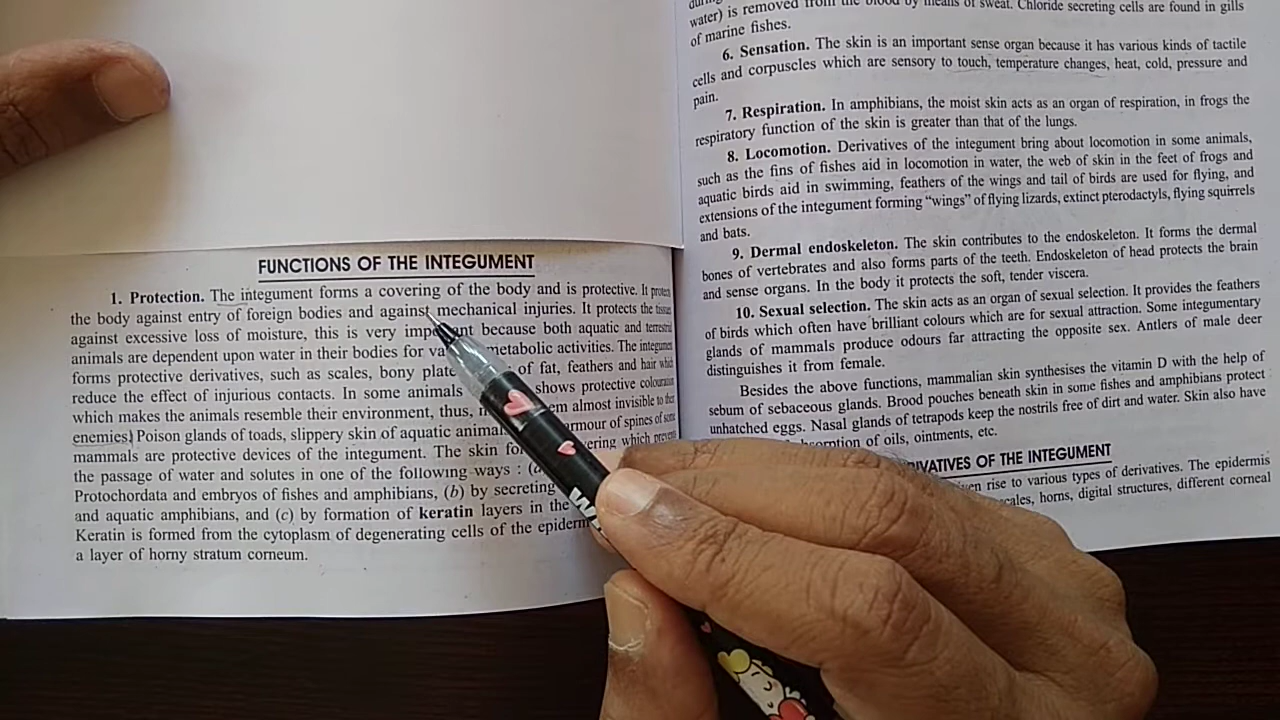 FUNCTIONS OF THE INTEGUMENT
1. Protection. The integument forms a covering of the body and is protective. It protects
the body against entry of foreign bodies and against mechanical injuries. It protects the tissues
against excessive loss of moisture, this is very important because both aquatic and terrestrial
animals are dependent upon water in their bodies for metabolic activities. The integument
forms protective derivatives, such as scales, bony of fat, feathers and hair which
reduce the effect of injurious contacts. In some animals shows protective colouration
which makes the animals resemble their environment, thus, almost invisible to their
enemies) Poison glands of toads, slippery skin of aquatic armour of spines of some
mammals are protective devices of the integument. The skin which prevents
the passage of water and solutes in one of the following ways :
Protochordata and embryos of fishes and amphibians, (b) by secreting
and aquatic amphibians, and (c) by formation of keratin layers in the
Keratin is formed from the cytoplasm of degenerating cells of the
a layer of horny stratum corneum.
water) is removed from the blood by means of sweat. Chloride secreting cells are found in gills
of marine fishes.
6. Sensation. The skin is an important sense organ because it has various kinds of tactile
cells and corpuscles which are sensory to touch, temperature changes, heat, cold, pressure and
pain.
7. Respiration. In amphibians, the moist skin acts as an organ of respiration, in frogs the
respiratory function of the skin is greater than that of the lungs.
8. Locomotion. Derivatives of the integument bring about locomotion in some animals,
such as the fins of fishes aid in locomotion in water, the web of skin in the feet of frogs and
aquatic birds aid in swimming, feathers of the wings and tail of birds are used for flying, and
extensions of the integument forming “wings” of flying lizards, extinct pterodactyls, flying squirrels
and bats.
9. Dermal endoskeleton. The skin contributes to the endoskeleton. It forms the dermal
bones of vertebrates and also forms parts of the teeth. Endoskeleton of head protects the brain
and sense organs. In the body it protects the soft, tender viscera.
10. Sexual selection. The skin acts as an organ of sexual selection. It provides the feathers
of birds which often have brilliant colours which are for sexual attraction. Some integumentary
glands of mammals produce odours far attracting the opposite sex. Antlers of male deer
distinguishes it from female.
Besides the above functions, mammalian skin synthesises the vitamin D with the help of
sebum of sebaceous glands. Brood pouches beneath skin in some fishes and amphibians protect
unhatched eggs. Nasal glands of tetrapods keep the nostrils free of dirt and water. Skin also have
of oils, ointments, etc.
OF THE INTEGUMENT
rise to various types of derivatives. The epidermis
horns, digital structures, different corneal